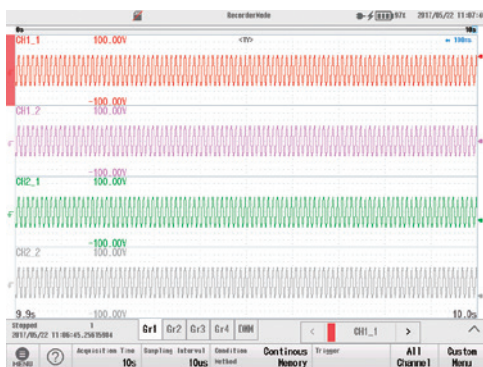 RecorderMode 97% 2017/05/22 11:07:4
0s 10s
CH1_1 100.00V <TY> 100ms
-100.00V
CH1_2 100.00V
-100.00V
CH2_1 100.00V
-100.00V
CH2_2 100.00V
9.9s -100.00V 10.0s
Stopped 1
2017/05/22 11:06:45.25615984
Gr1 Gr2 Gr3 Gr4 DMM < CH1_1 >
MENU ? Acquisition Time Sampling Interval Condition Continous Trigger All Custom
10s 10us Method Memory Channel Menu